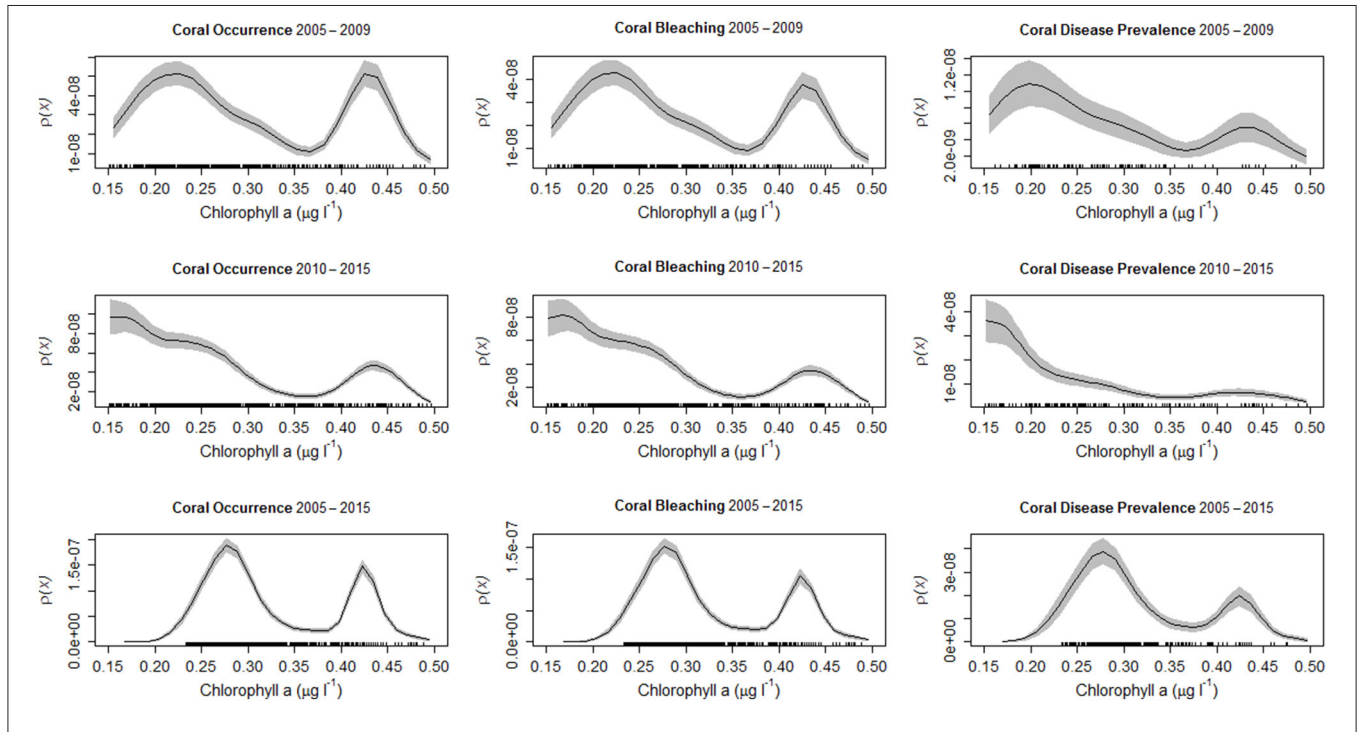 Coral Occurrence 2005 – 2009
ρ(x)
4e-08
1e-08
0.15 0.20 0.25 0.30 0.35 0.40 0.45 0.50
Chlorophyll a (μg l⁻¹)
Coral Bleaching 2005 – 2009
ρ(x)
4e-08
1e-08
0.15 0.20 0.25 0.30 0.35 0.40 0.45 0.50
Chlorophyll a (μg l⁻¹)
Coral Disease Prevalence 2005 – 2009
ρ(x)
1.2e-08
2.0e-09
0.15 0.20 0.25 0.30 0.35 0.40 0.45 0.50
Chlorophyll a (μg l⁻¹)
Coral Occurrence 2010 – 2015
ρ(x)
8e-08
2e-08
0.15 0.20 0.25 0.30 0.35 0.40 0.45 0.50
Chlorophyll a (μg l⁻¹)
Coral Bleaching 2010 – 2015
ρ(x)
8e-08
2e-08
0.15 0.20 0.25 0.30 0.35 0.40 0.45 0.50
Chlorophyll a (μg l⁻¹)
Coral Disease Prevalence 2010 – 2015
ρ(x)
4e-08
1e-08
0.15 0.20 0.25 0.30 0.35 0.40 0.45 0.50
Chlorophyll a (μg l⁻¹)
Coral Occurrence 2005 – 2015
ρ(x)
1.5e-07
0.0e+00
0.15 0.20 0.25 0.30 0.35 0.40 0.45 0.50
Chlorophyll a (μg l⁻¹)
Coral Bleaching 2005 – 2015
ρ(x)
1.5e-07
0.0e+00
0.15 0.20 0.25 0.30 0.35 0.40 0.45 0.50
Chlorophyll a (μg l⁻¹)
Coral Disease Prevalence 2005 – 2015
ρ(x)
3e-08
0e+00
0.15 0.20 0.25 0.30 0.35 0.40 0.45 0.50
Chlorophyll a (μg l⁻¹)